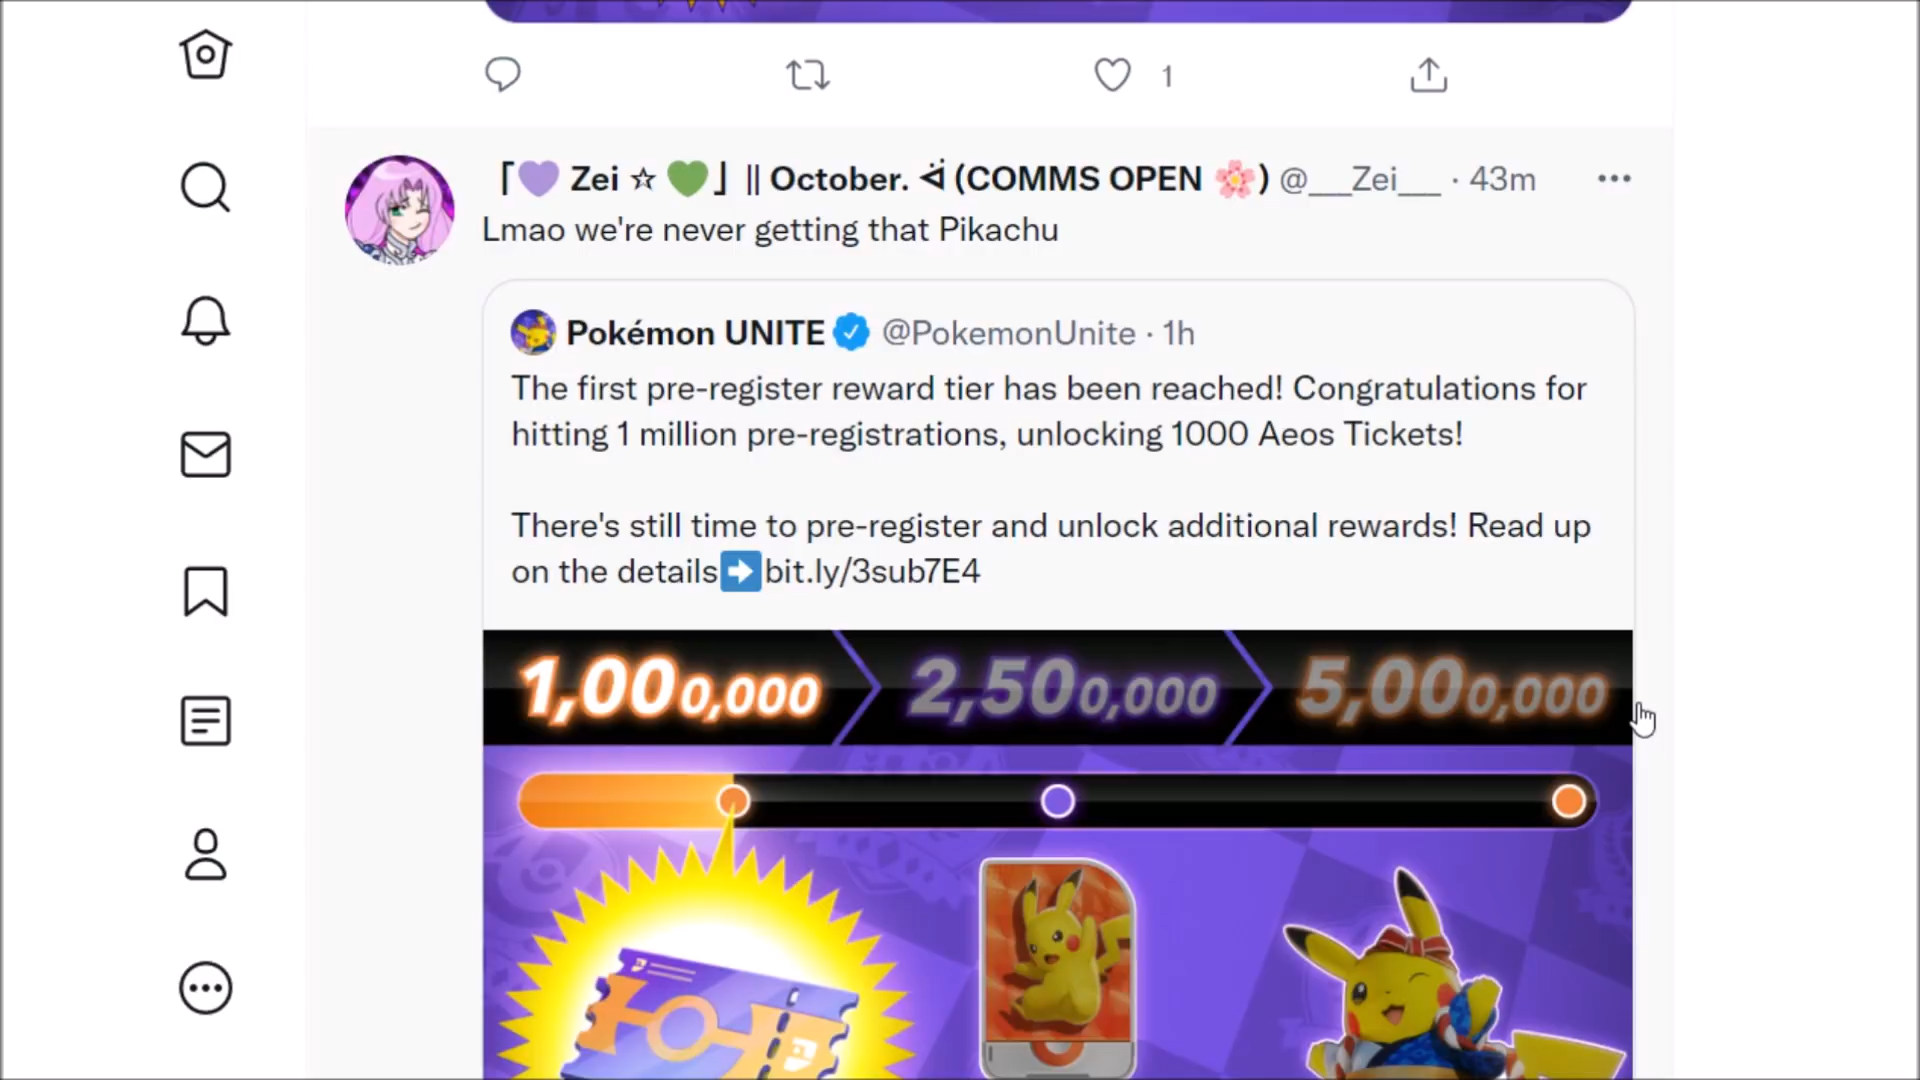 1
「💜 Zei ☆ 💚」 || October. ᐛ (COMMS OPEN 🌸) @___Zei___ · 43m
Lmao we're never getting that Pikachu
Pokémon UNITE @PokemonUnite · 1h
The first pre-register reward tier has been reached! Congratulations for
hitting 1 million pre-registrations, unlocking 1000 Aeos Tickets!
There's still time to pre-register and unlock additional rewards! Read up
on the details➡️bit.ly/3sub7E4
1,000,000 2,500,000 5,000,000